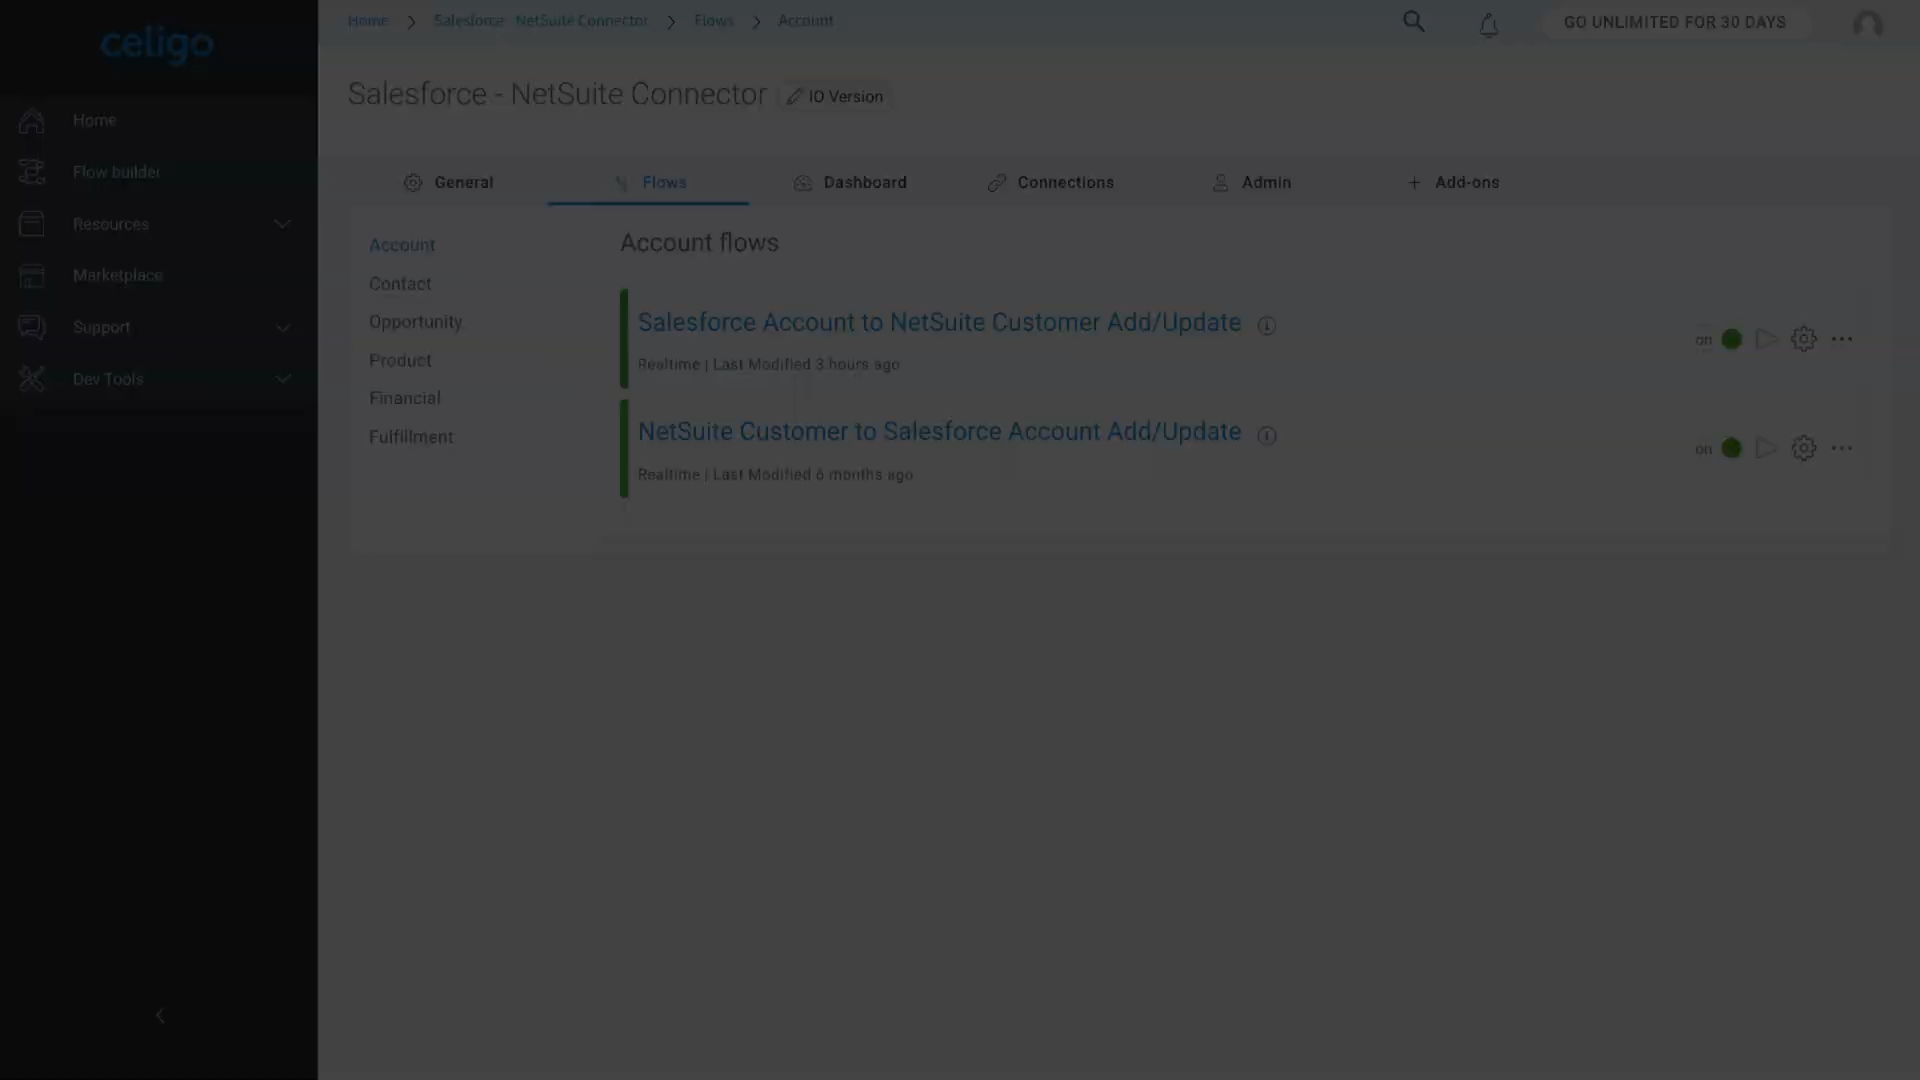 celigo
Home
Flow builder
Resources
Marketplace
Support
Dev Tools
Home > Salesforce - NetSuite Connector > Flows > Account
GO UNLIMITED FOR 30 DAYS
Salesforce - NetSuite Connector
IO Version
General
Flows
Dashboard
Connections
Admin
+ Add-ons
Account
Contact
Opportunity
Product
Financial
Fulfillment
Account flows
Salesforce Account to NetSuite Customer Add/Update
Realtime | Last Modified 3 hours ago
on
NetSuite Customer to Salesforce Account Add/Update
Realtime | Last Modified 6 months ago
on